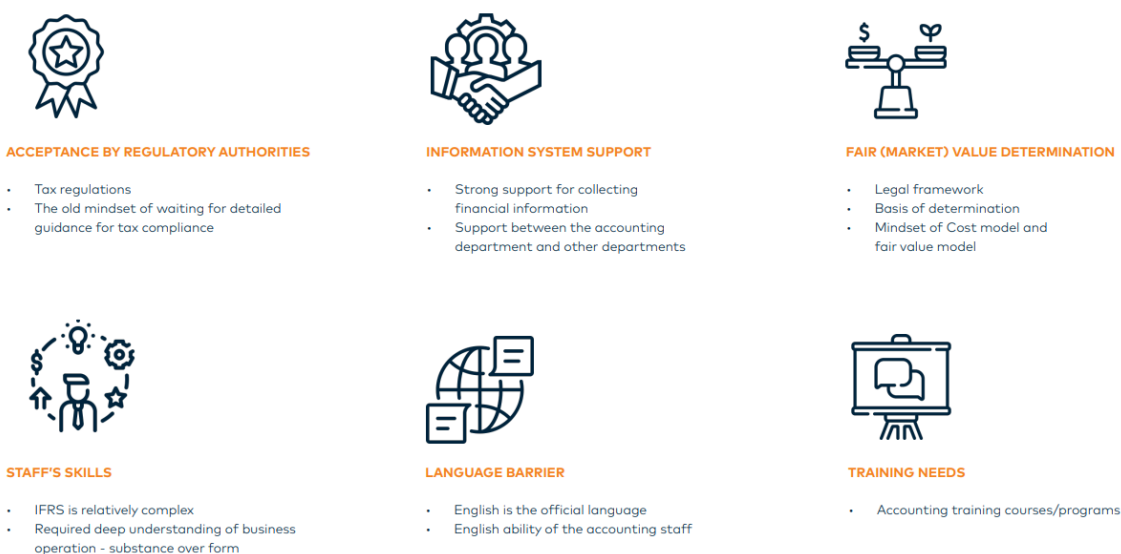 ACCEPTANCE BY REGULATORY AUTHORITIES
• Tax regulations
• The old mindset of waiting for detailed
guidance for tax compliance
INFORMATION SYSTEM SUPPORT
• Strong support for collecting
financial information
• Support between the accounting
department and other departments
$
FAIR (MARKET) VALUE DETERMINATION
• Legal framework
• Basis of determination
• Mindset of Cost model and
fair value model
$
STAFF'S SKILLS
• IFRS is relatively complex
• Required deep understanding of business
operation - substance over form
LANGUAGE BARRIER
• English is the official language
• English ability of the accounting staff
TRAINING NEEDS
• Accounting training courses/programs